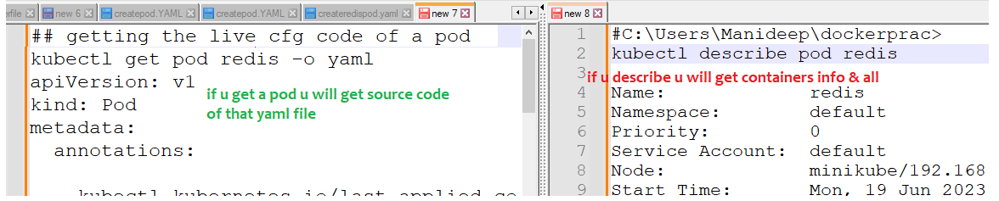 erfile new 6 createpod.YAML createpod.YAML createredispod.yaml new 7 new 8
## getting the live cfg code of a pod
kubectl get pod redis -o yaml
apiVersion: v1
kind: Pod
metadata:
annotations:
if u get a pod u will get source code
of that yaml file
1 #C:\Users\Manideep\dockerprac>
2 kubectl describe pod redis
3 if u describe u will get containers info & all
4 Name: redis
5 Namespace: default
6 Priority: 0
7 Service Account: default
8 Node: minikube/192.168
9 Start Time: Mon, 19 Jun 2023